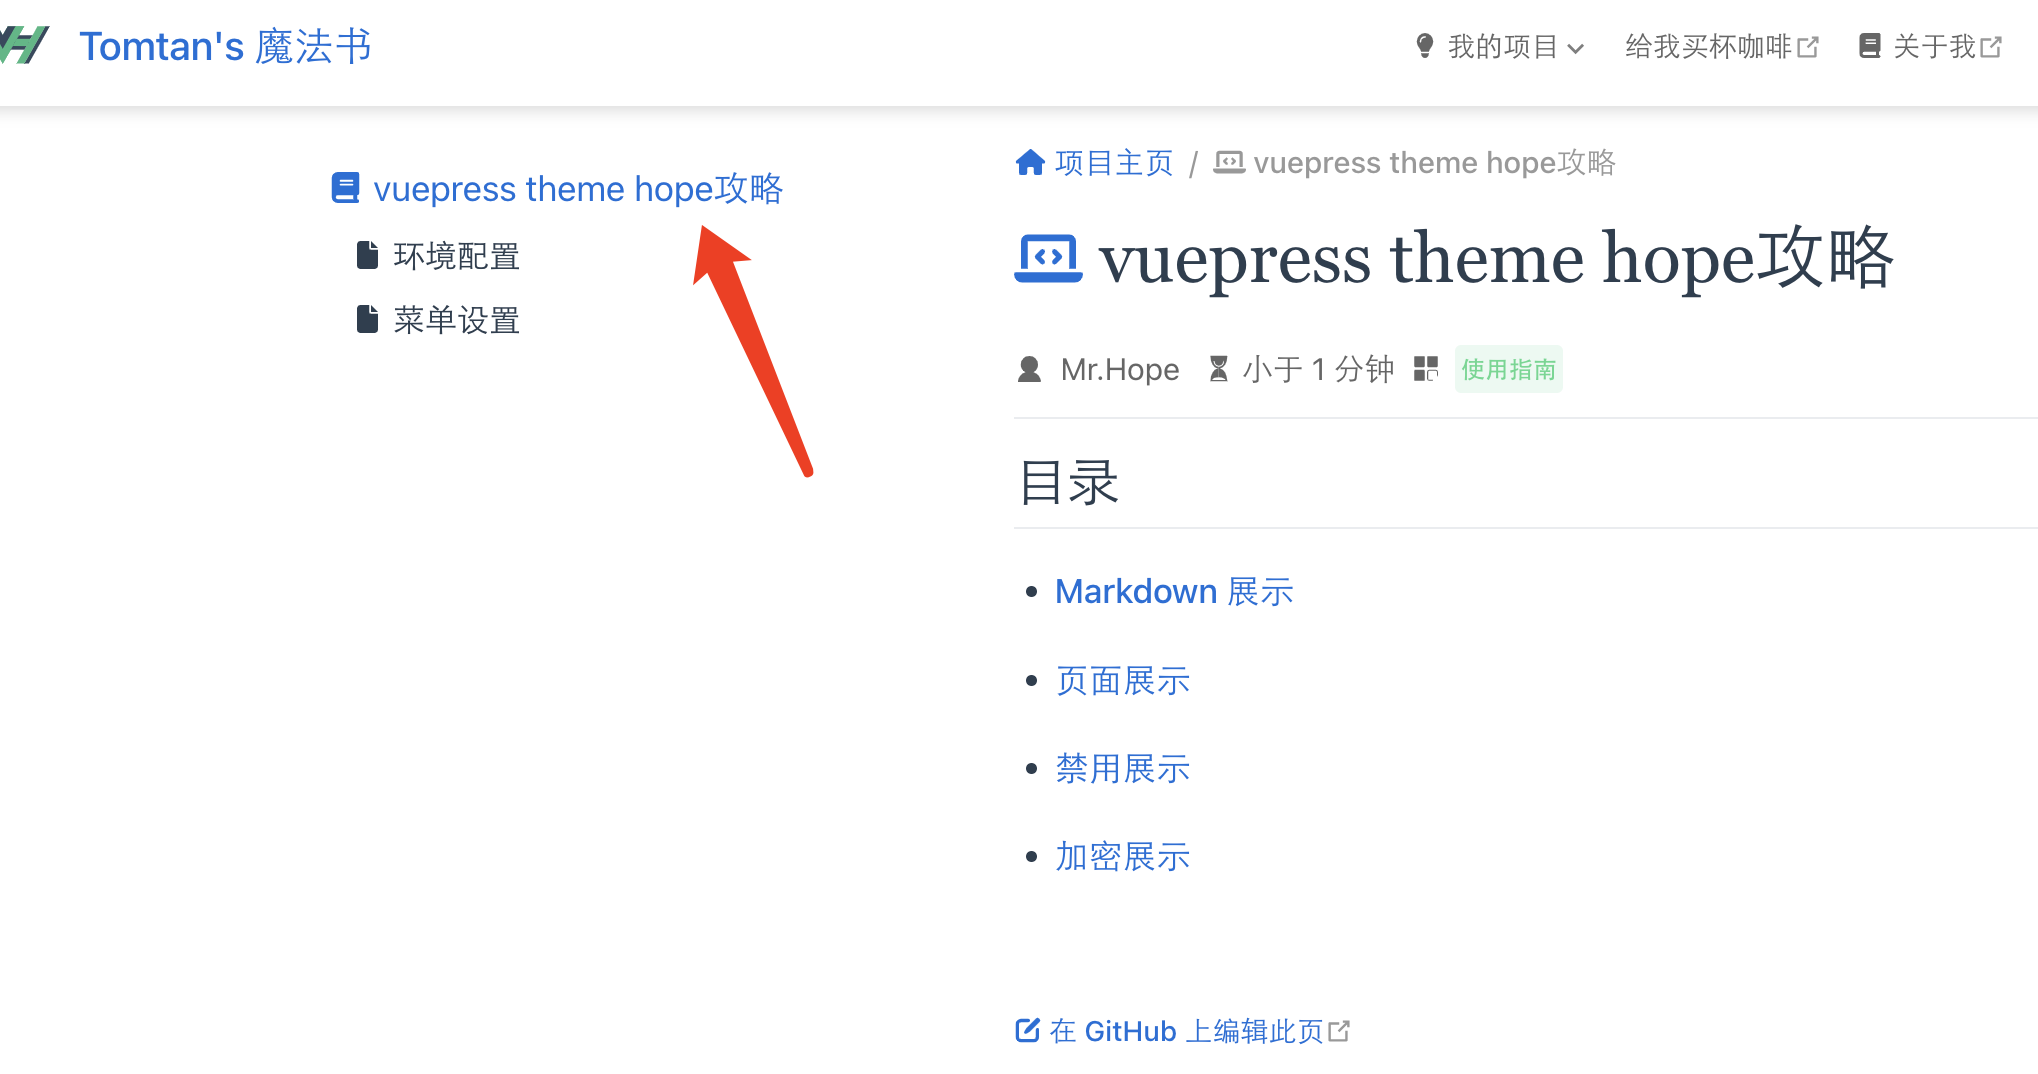 Tomtan's 魔法书
我的项目
给我买杯咖啡
关于我
vuepress theme hope攻略
环境配置
菜单设置
项目主页 / vuepress theme hope攻略
vuepress theme hope攻略
Mr.Hope 小于 1 分钟 使用指南
目录
Markdown 展示
页面展示
禁用展示
加密展示
在 GitHub 上编辑此页